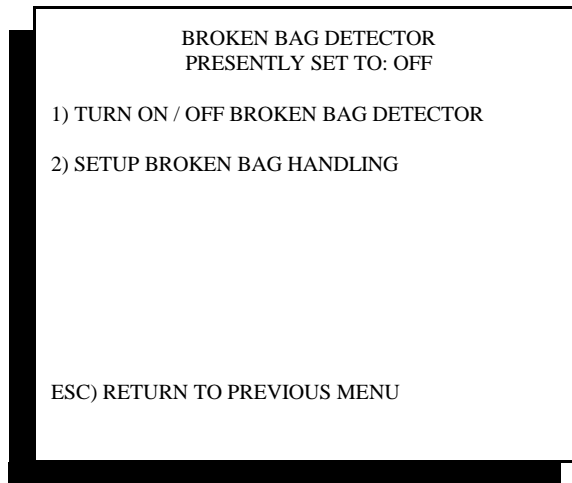 BROKEN BAG DETECTOR
PRESENTLY SET TO: OFF
1) TURN ON / OFF BROKEN BAG DETECTOR
2) SETUP BROKEN BAG HANDLING
ESC) RETURN TO PREVIOUS MENU